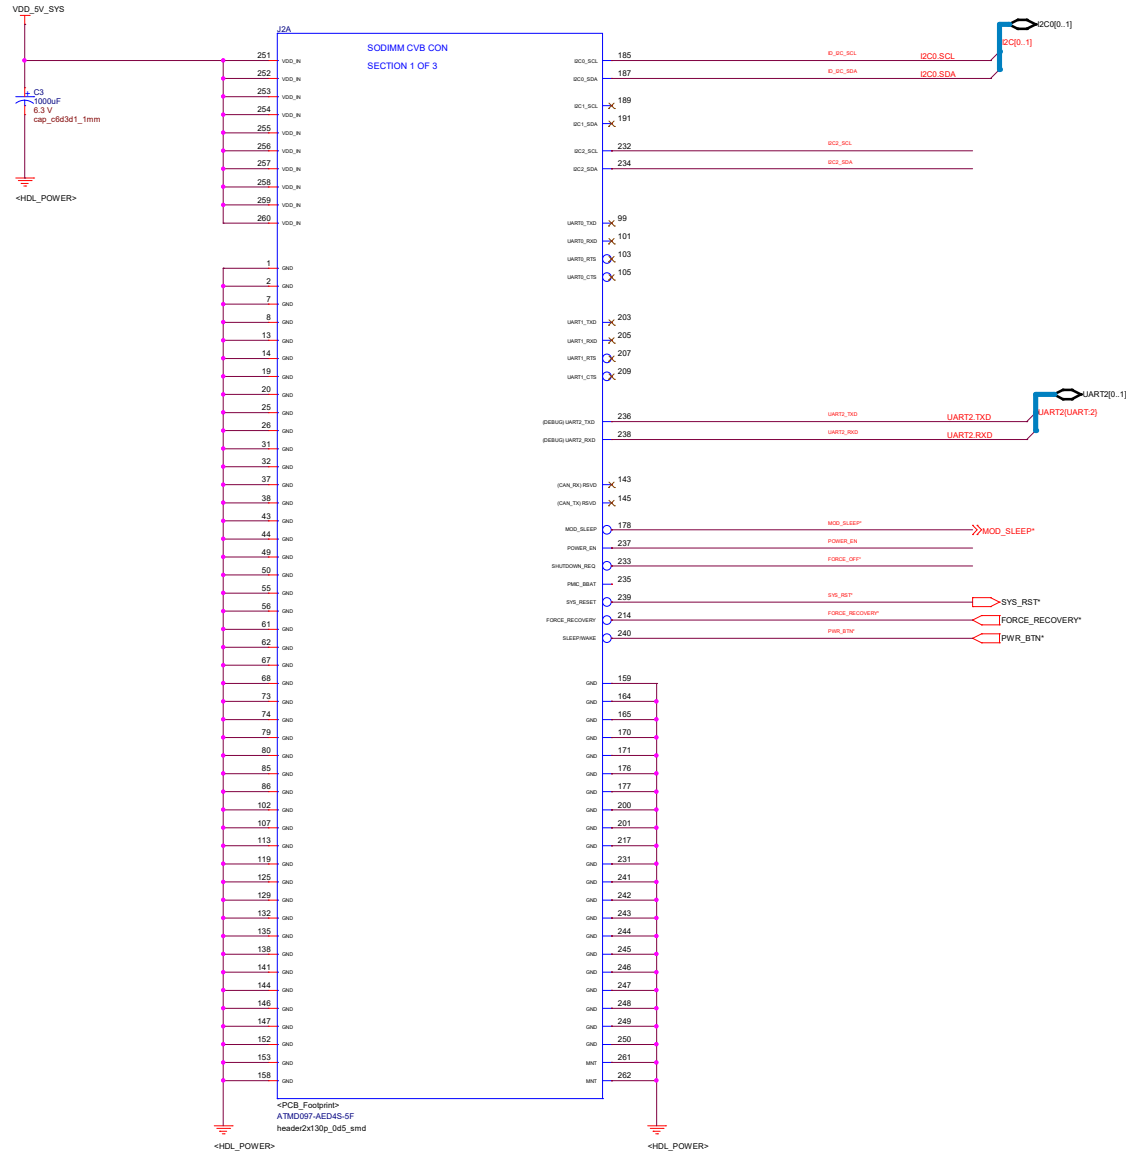 VDD_5V_SYS
C3
1000uF
6.3 V
cap_c6d3d1_1mm
<HDL_POWER>
J2A
SODIMM CVB CON
SECTION 1 OF 3
251 VDD_IN
252 VDD_IN
253 VDD_IN
254 VDD_IN
255 VDD_IN
256 VDD_IN
257 VDD_IN
258 VDD_IN
259 VDD_IN
260 VDD_IN
1 GND
2 GND
7 GND
8 GND
13 GND
14 GND
19 GND
20 GND
25 GND
26 GND
31 GND
32 GND
37 GND
38 GND
43 GND
44 GND
49 GND
50 GND
55 GND
56 GND
61 GND
62 GND
67 GND
68 GND
73 GND
74 GND
79 GND
80 GND
85 GND
86 GND
102 GND
107 GND
113 GND
119 GND
125 GND
129 GND
132 GND
135 GND
138 GND
141 GND
144 GND
146 GND
147 GND
152 GND
153 GND
158 GND
<HDL_POWER>
<PCB_Footprint>
ATMD097-AED4S-5F
header2x130p_0d5_smd
I2C0[0..1]
I2C[0..1]
I2C0_SCL 185 ID_I2C_SCL I2C0.SCL
I2C0_SDA 187 ID_I2C_SDA I2C0.SDA
I2C1_SCL 189
I2C1_SDA 191
I2C2_SCL 232 I2C2_SCL
I2C2_SDA 234 I2C2_SDA
UART0_TXD 99
UART0_RXD 101
UART0_RTS 103
UART0_CTS 105
UART1_TXD 203
UART1_RXD 205
UART1_RTS 207
UART1_CTS 209
UART2[0..1]
UART2{UART:2}
(DEBUG) UART2_TXD 236 UART2_TXD UART2.TXD
(DEBUG) UART2_RXD 238 UART2_RXD UART2.RXD
(CAN_RX) RSVD 143
(CAN_TX) RSVD 145
MOD_SLEEP 178 MOD_SLEEP* MOD_SLEEP*
POWER_EN 237 POWER_EN
SHUTDOWN_REQ 233 FORCE_OFF*
PMIC_BBAT 235
SYS_RESET 239 SYS_RST* SYS_RST*
FORCE_RECOVERY 214 FORCE_RECOVERY* FORCE_RECOVERY*
SLEEP/WAKE 240 PWR_BTN* PWR_BTN*
GND 159
GND 164
GND 165
GND 170
GND 171
GND 176
GND 177
GND 200
GND 201
GND 217
GND 231
GND 241
GND 242
GND 243
GND 244
GND 245
GND 246
GND 247
GND 248
GND 249
GND 250
MNT 261
MNT 262
<HDL_POWER>